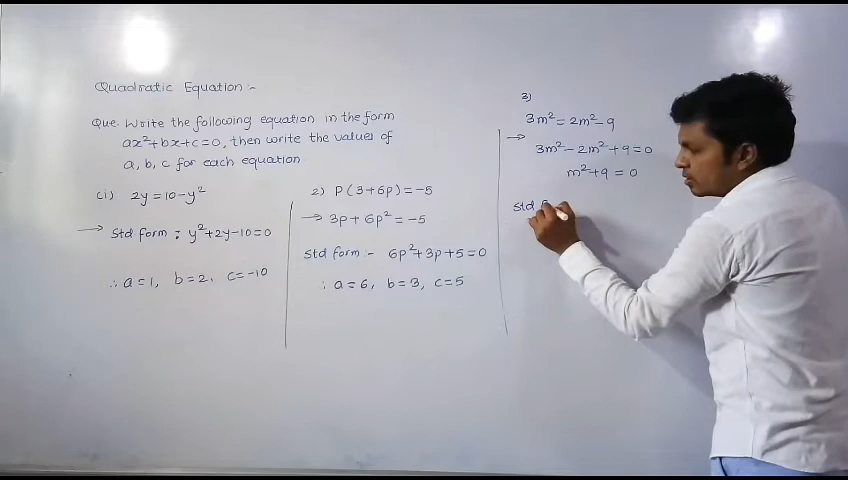 Quadratic Equation :-
Que. Write the following equation in the form
ax²+bx+c=0, then write the values of
a, b, c for each equation
(i) 2y = 10-y²
→ Std form : y²+2y-10=0
∴ a=1, b=2, c=-10
2) P(3+6p) = -5
→ 3p + 6p² = -5
Std form :- 6p²+3p+5=0
∴ a=6, b=3, c=5
3)
3m² = 2m²-9
→ 3m²-2m²+9=0
m²+9=0
Std f